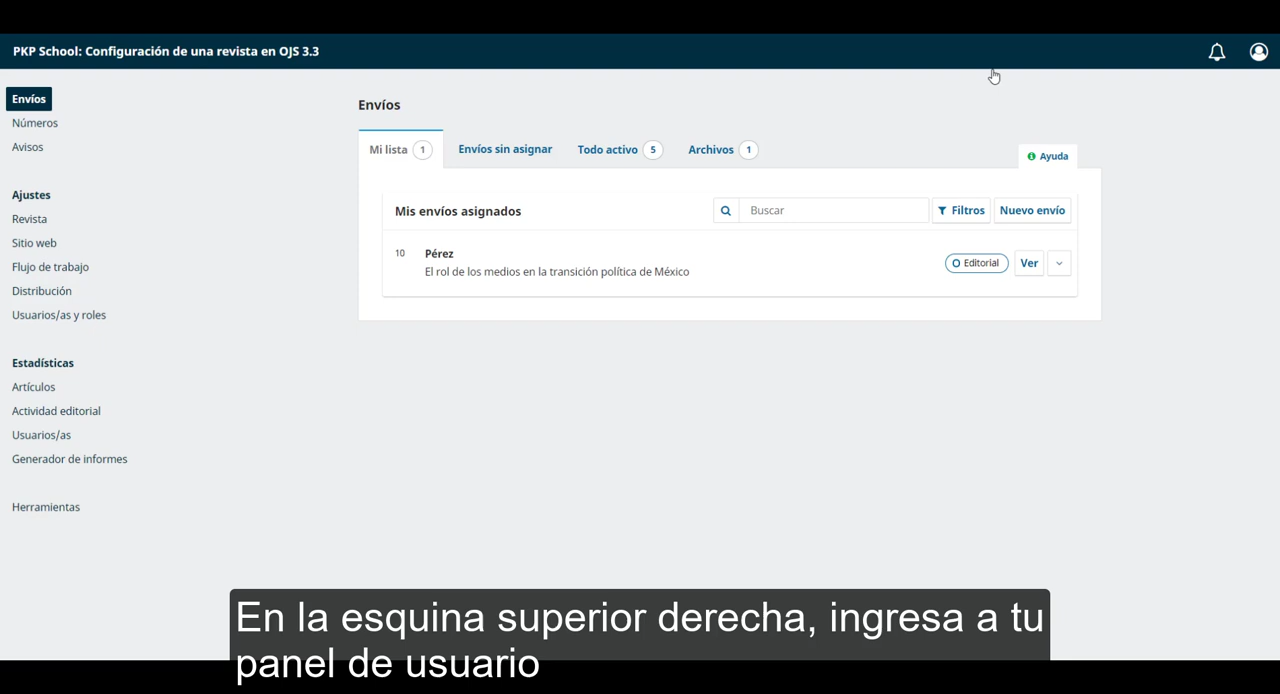 PKP School: Configuración de una revista en OJS 3.3
Envíos
Números
Avisos
Ajustes
Revista
Sitio web
Flujo de trabajo
Distribución
Usuarios/as y roles
Estadísticas
Artículos
Actividad editorial
Usuarios/as
Generador de informes
Herramientas
Envíos
Mi lista 1 Envíos sin asignar Todo activo 5 Archivos 1
Ayuda
Mis envíos asignados Buscar Filtros Nuevo envío
10 Pérez
El rol de los medios en la transición política de México
Editorial Ver
En la esquina superior derecha, ingresa a tu
panel de usuario